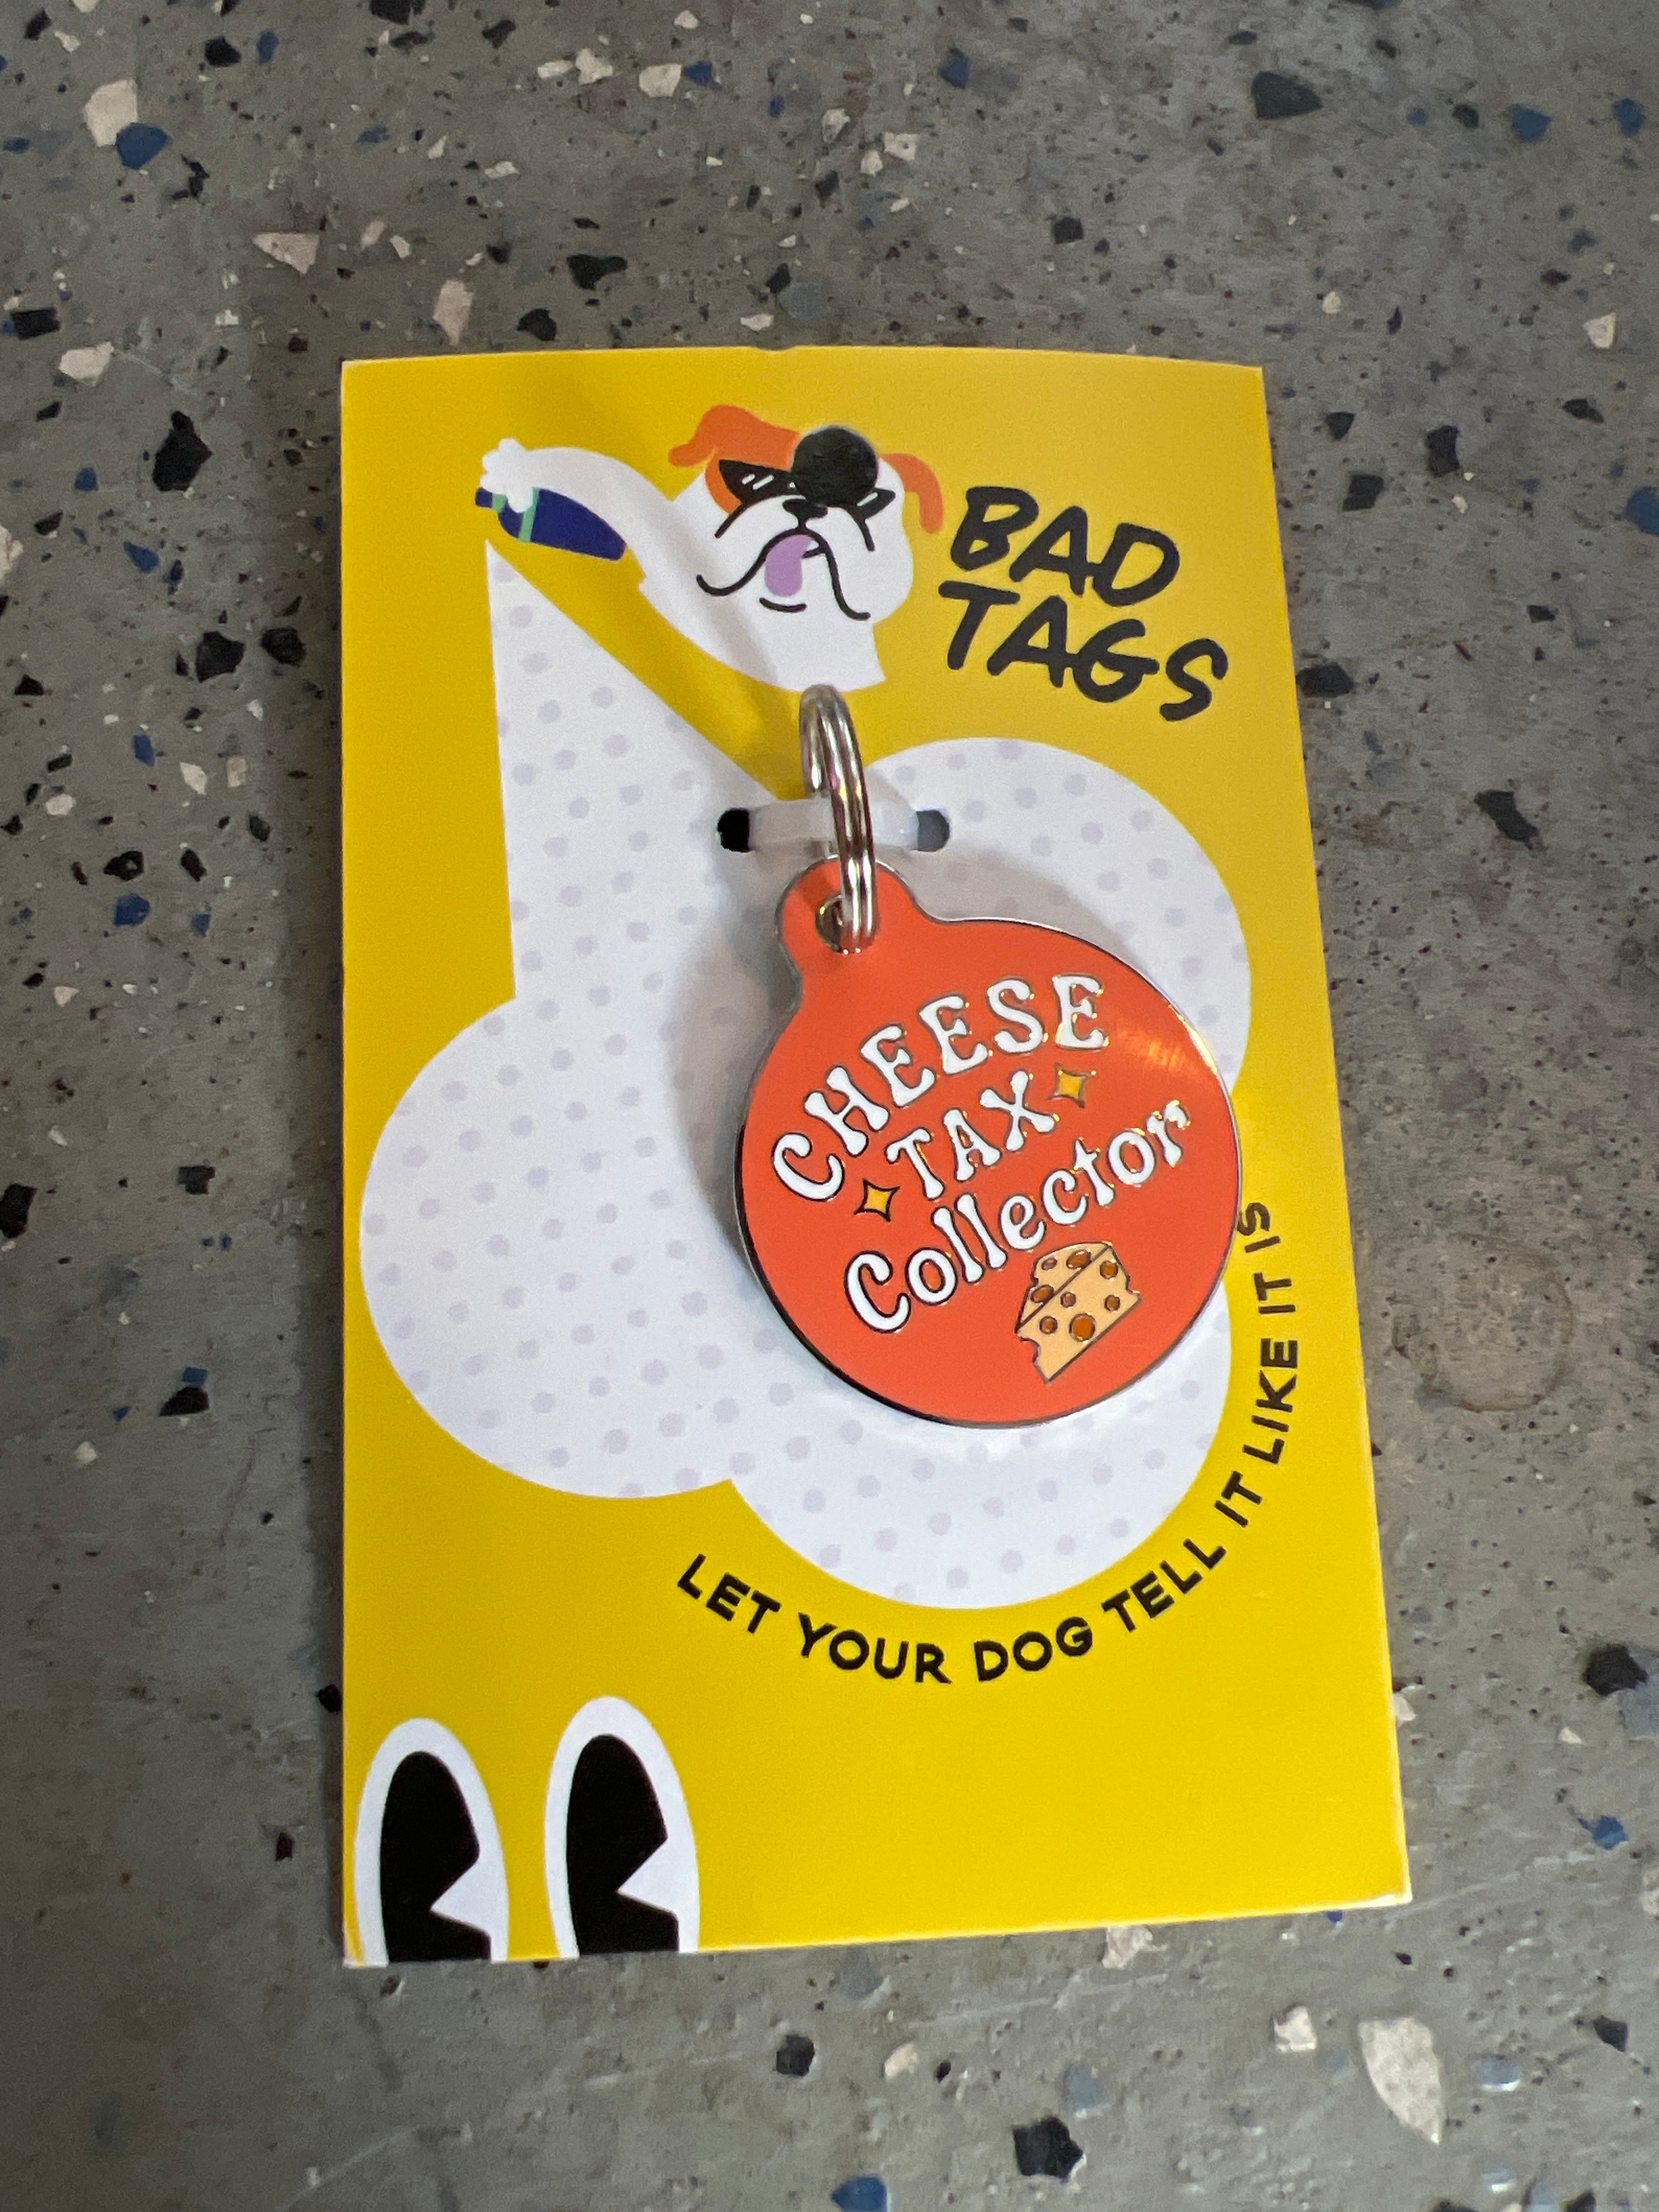 BAD
TAGS
CHEESE
TAX
Collector
LET YOUR DOG TELL IT LIKE IT IS